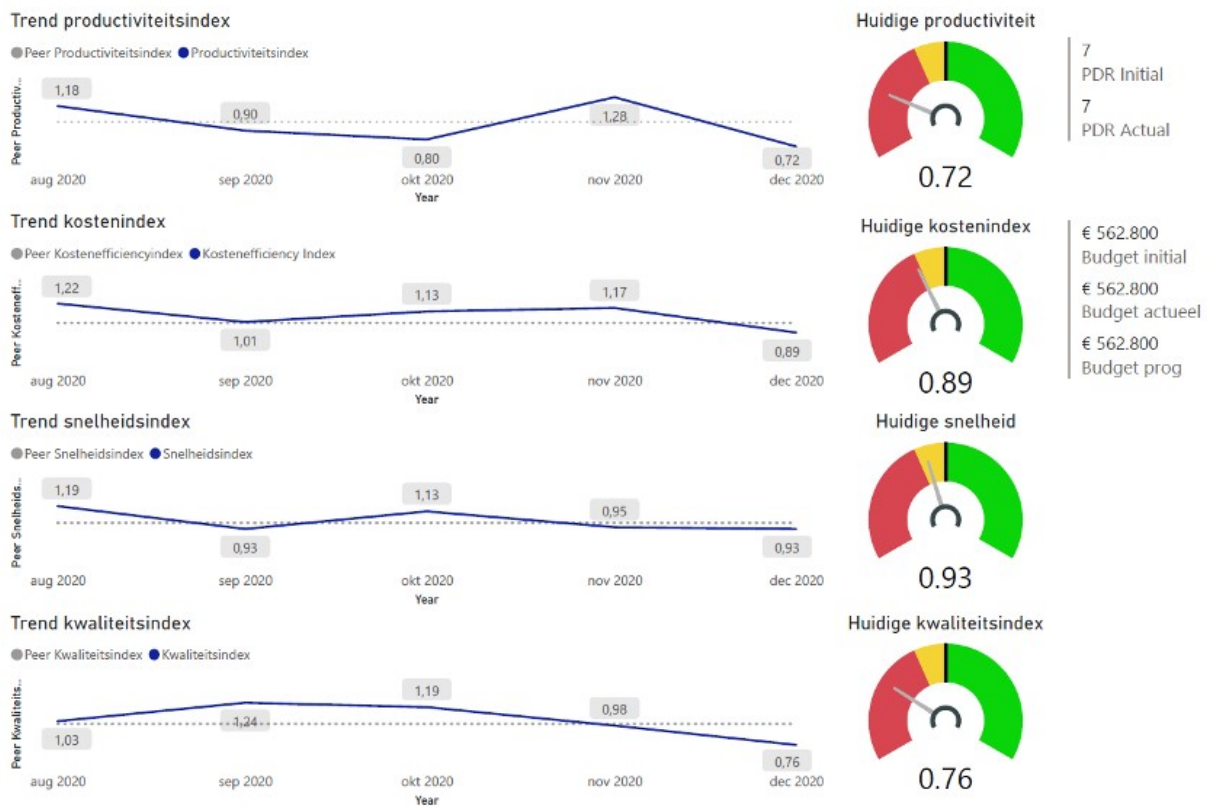 Trend productiviteitsindex
Peer Productiviteitsindex Productiviteitsindex
Peer Productiv...
1,18
0,90
0,80
1,28
0,72
aug 2020
sep 2020
okt 2020
nov 2020
dec 2020
Year
Huidige productiviteit
0.72
7
PDR Initial
7
PDR Actual
Trend kostenindex
Peer Kostenefficiencyindex Kostenefficiency Index
Peer Kosteneff...
1,22
1,01
1,13
1,17
0,89
aug 2020
sep 2020
okt 2020
nov 2020
dec 2020
Year
Huidige kostenindex
0.89
€ 562.800
Budget initial
€ 562.800
Budget actueel
€ 562.800
Budget prog
Trend snelheidsindex
Peer Snelheidsindex Snelheidsindex
Peer Snelheids...
1,19
0,93
1,13
0,95
0,93
aug 2020
sep 2020
okt 2020
nov 2020
dec 2020
Year
Huidige snelheid
0.93
Trend kwaliteitsindex
Peer Kwaliteitsindex Kwaliteitsindex
Peer Kwaliteits...
1,03
1,24
1,19
0,98
0,76
aug 2020
sep 2020
okt 2020
nov 2020
dec 2020
Year
Huidige kwaliteitsindex
0.76